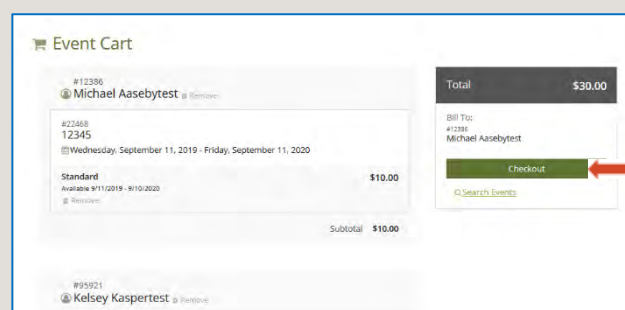 Event Cart
#12386
Michael Aasebytest Remove
#22468
12345
Wednesday, September 11, 2019 - Friday, September 11, 2020
Standard $10.00
Available 9/11/2019 - 9/10/2020
Remove
Subtotal $10.00
#95921
Kelsey Kaspertest Remove
Total $30.00
Bill To:
#12386
Michael Aasebytest
Checkout
Search Events